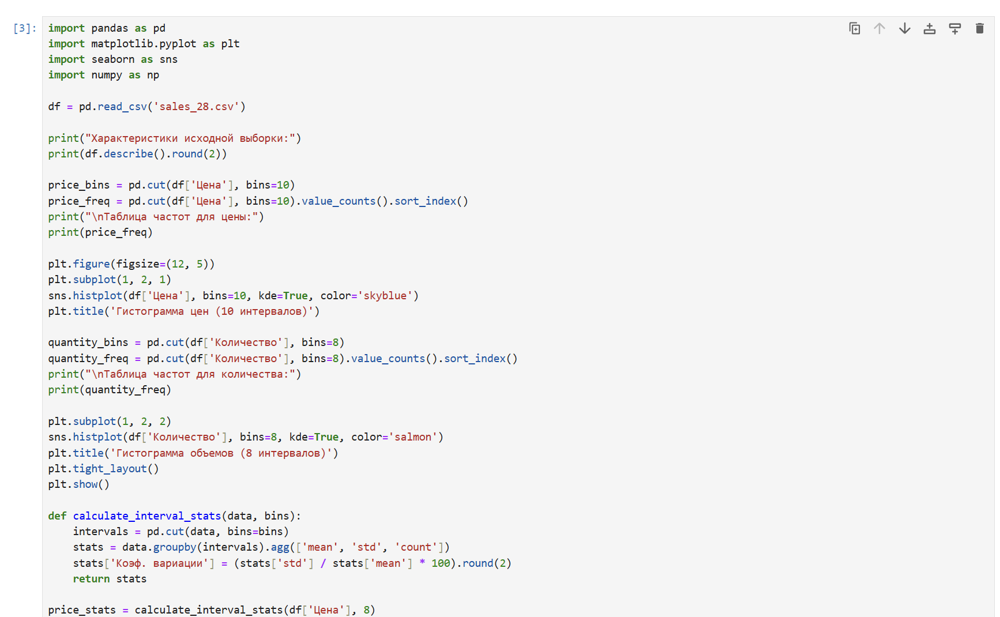 [3]:
import pandas as pd
import matplotlib.pyplot as plt
import seaborn as sns
import numpy as np
df = pd.read_csv('sales_28.csv')
print("Характеристики исходной выборки:")
print(df.describe().round(2))
price_bins = pd.cut(df['Цена'], bins=10)
price_freq = pd.cut(df['Цена'], bins=10).value_counts().sort_index()
print("\nТаблица частот для цены:")
print(price_freq)
plt.figure(figsize=(12, 5))
plt.subplot(1, 2, 1)
sns.histplot(df['Цена'], bins=10, kde=True, color='skyblue')
plt.title('Гистограмма цен (10 интервалов)')
quantity_bins = pd.cut(df['Количество'], bins=8)
quantity_freq = pd.cut(df['Количество'], bins=8).value_counts().sort_index()
print("\nТаблица частот для количества:")
print(quantity_freq)
plt.subplot(1, 2, 2)
sns.histplot(df['Количество'], bins=8, kde=True, color='salmon')
plt.title('Гистограмма объемов (8 интервалов)')
plt.tight_layout()
plt.show()
def calculate_interval_stats(data, bins):
    intervals = pd.cut(data, bins=bins)
    stats = data.groupby(intervals).agg(['mean', 'std', 'count'])
    stats['Коэф. вариации'] = (stats['std'] / stats['mean'] * 100).round(2)
    return stats
price_stats = calculate_interval_stats(df['Цена'], 8)